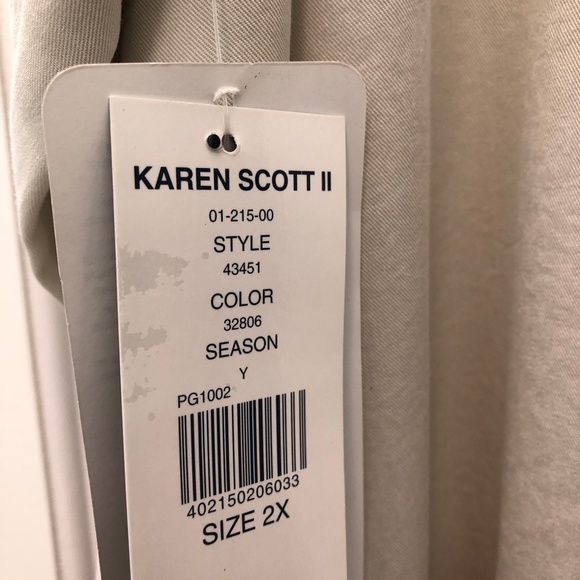 KAREN SCOTT II
01-215-00
STYLE
43451
COLOR
32806
SEASON
Y
PG1002
402150206033
SIZE 2X